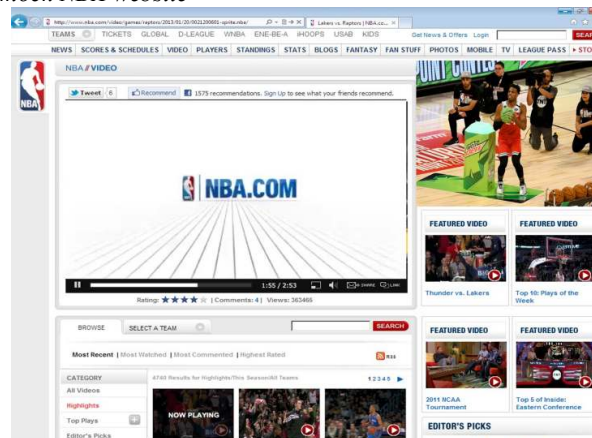 http://www.nba.com/video/games/raptors/2013/01/20/0021200601-sprite.nba/
Lakers vs. Raptors | NBA.co...
TEAMS TICKETS GLOBAL D-LEAGUE WNBA ENE-BE-A iHOOPS USAB KIDS Get News & Offers Login SEAR
NEWS SCORES & SCHEDULES VIDEO PLAYERS STANDINGS STATS BLOGS FANTASY FAN STUFF PHOTOS MOBILE TV LEAGUE PASS STO
NBA // VIDEO
NBA
Tweet 6 Recommend 1575 recommendations. Sign Up to see what your friends recommend.
NBA.COM
1:55 / 2:53 SHARE LINK
Rating: | Comments: 4 | Views: 363465
FEATURED VIDEO FEATURED VIDEO
Thunder vs. Lakers
Top 10: Plays of the Week
BROWSE SELECT A TEAM SEARCH
Most Recent | Most Watched | Most Commented | Highest Rated RSS
CATEGORY
4740 Results for Highlights/This Season/All Teams 1 2 3 4 5
All Videos
Highlights
Top Plays
Editor's Picks
NOW PLAYING
FEATURED VIDEO FEATURED VIDEO
2011 NCAA Tournament
Top 5 of Inside: Eastern Conference
EDITOR'S PICKS